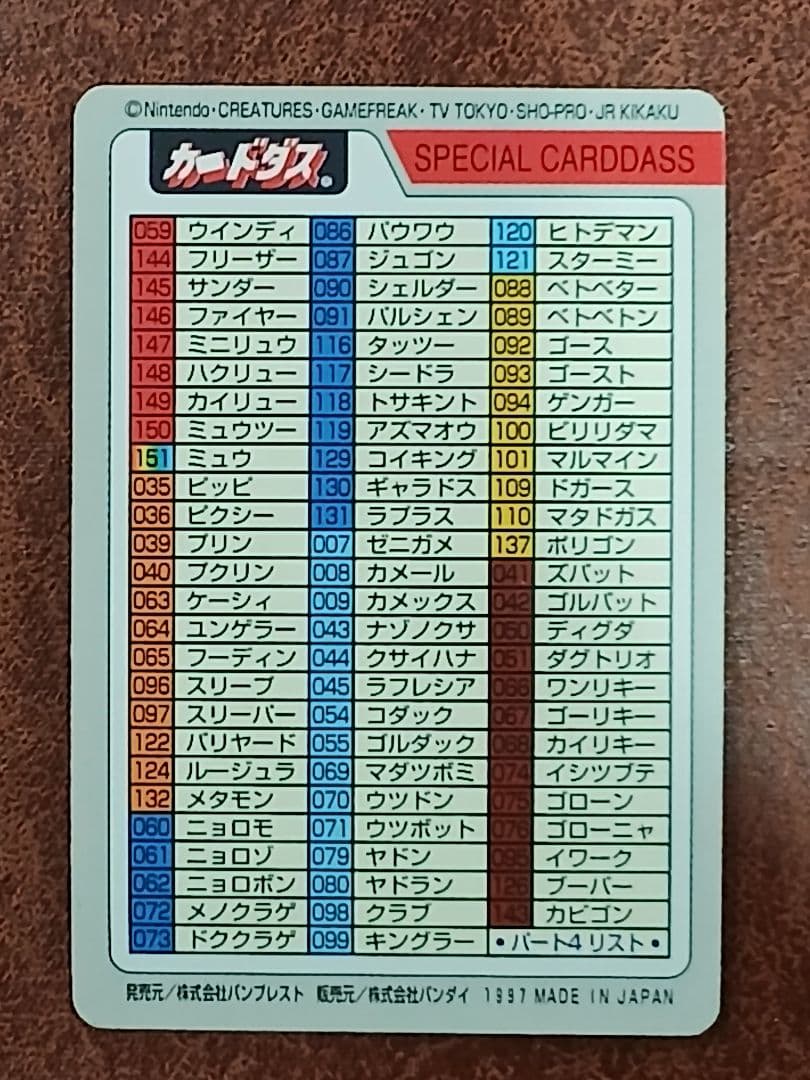 ©Nintendo・CREATURES・GAMEFREAK・TV TOKYO・SHO-PRO・JR KIKAKU
カードダス®
SPECIAL CARDDASS
059 ウインディ
144 フリーザー
145 サンダー
146 ファイヤー
147 ミニリュウ
148 ハクリュー
149 カイリュー
150 ミュウツー
151 ミュウ
035 ピッピ
036 ピクシー
039 プリン
040 プクリン
063 ケーシィ
064 ユンゲラー
065 フーディン
096 スリープ
097 スリーパー
122 バリヤード
124 ルージュラ
132 メタモン
060 ニョロモ
061 ニョロゾ
062 ニョロボン
072 メノクラゲ
073 ドククラゲ
086 パウワウ
087 ジュゴン
090 シェルダー
091 パルシェン
116 タッツー
117 シードラ
118 トサキント
119 アズマオウ
129 コイキング
130 ギャラドス
131 ラプラス
007 ゼニガメ
008 カメール
009 カメックス
043 ナゾノクサ
044 クサイハナ
045 ラフレシア
054 コダック
055 ゴルダック
069 マダツボミ
070 ウツドン
071 ウツボット
079 ヤドン
080 ヤドラン
098 クラブ
099 キングラー
120 ヒトデマン
121 スターミー
088 ベトベター
089 ベトベトン
092 ゴース
093 ゴースト
094 ゲンガー
100 ビリリダマ
101 マルマイン
109 ドガース
110 マタドガス
137 ポリゴン
041 ズバット
042 ゴルバット
050 ディグダ
051 ダグトリオ
066 ワンリキー
067 ゴーリキー
068 カイリキー
074 イシツブテ
075 ゴローン
076 ゴローニャ
095 イワーク
126 ブーバー
143 カビゴン
・パート4 リスト・
発売元／株式会社バンプレスト 販売元／株式会社バンダイ 1997 MADE IN JAPAN